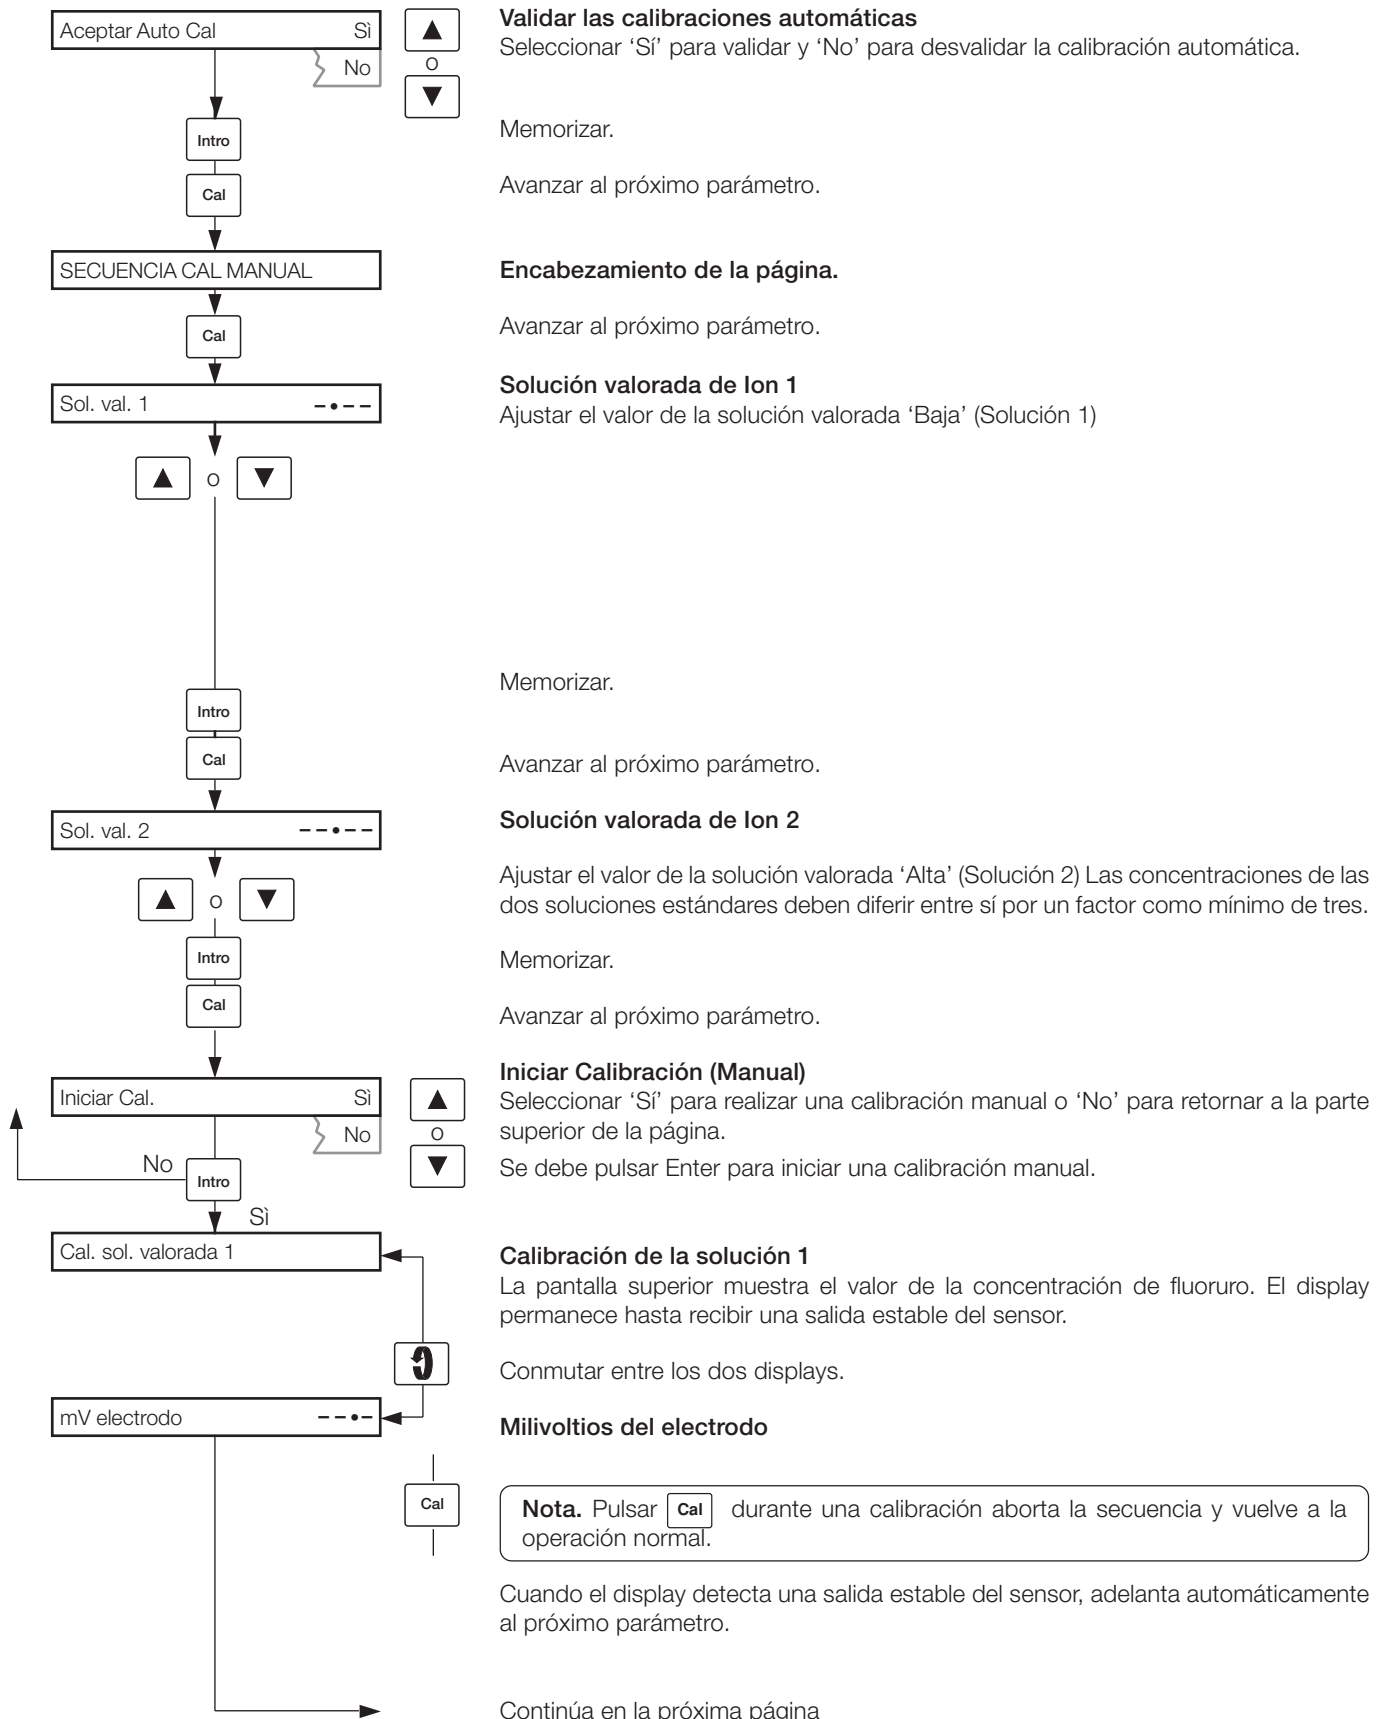 Aceptar Auto Cal Sì
No
o
Validar las calibraciones automáticas
Seleccionar ‘Sí’ para validar y ‘No’ para desvalidar la calibración automática.
Intro
Memorizar.
Cal
Avanzar al próximo parámetro.
SECUENCIA CAL MANUAL
Encabezamiento de la página.
Cal
Avanzar al próximo parámetro.
Sol. val. 1 –•– –
Solución valorada de Ion 1
Ajustar el valor de la solución valorada ‘Baja’ (Solución 1)
o
Intro
Memorizar.
Cal
Avanzar al próximo parámetro.
Sol. val. 2 – –•– –
Solución valorada de Ion 2
o
Ajustar el valor de la solución valorada ‘Alta’ (Solución 2) Las concentraciones de las
dos soluciones estándares deben diferir entre sí por un factor como mínimo de tres.
Intro
Memorizar.
Cal
Avanzar al próximo parámetro.
Iniciar Cal. Sì
No
o
Iniciar Calibración (Manual)
Seleccionar ‘Sí’ para realizar una calibración manual o ‘No’ para retornar a la parte
superior de la página.
No
Intro
Sì
Se debe pulsar Enter para iniciar una calibración manual.
Cal. sol. valorada 1
Calibración de la solución 1
La pantalla superior muestra el valor de la concentración de fluoruro. El display
permanece hasta recibir una salida estable del sensor.
Conmutar entre los dos displays.
mV electrodo – –•–
Milivoltios del electrodo
Cal
Nota. Pulsar Cal durante una calibración aborta la secuencia y vuelve a la
operación normal.
Cuando el display detecta una salida estable del sensor, adelanta automáticamente
al próximo parámetro.
Continúa en la próxima página